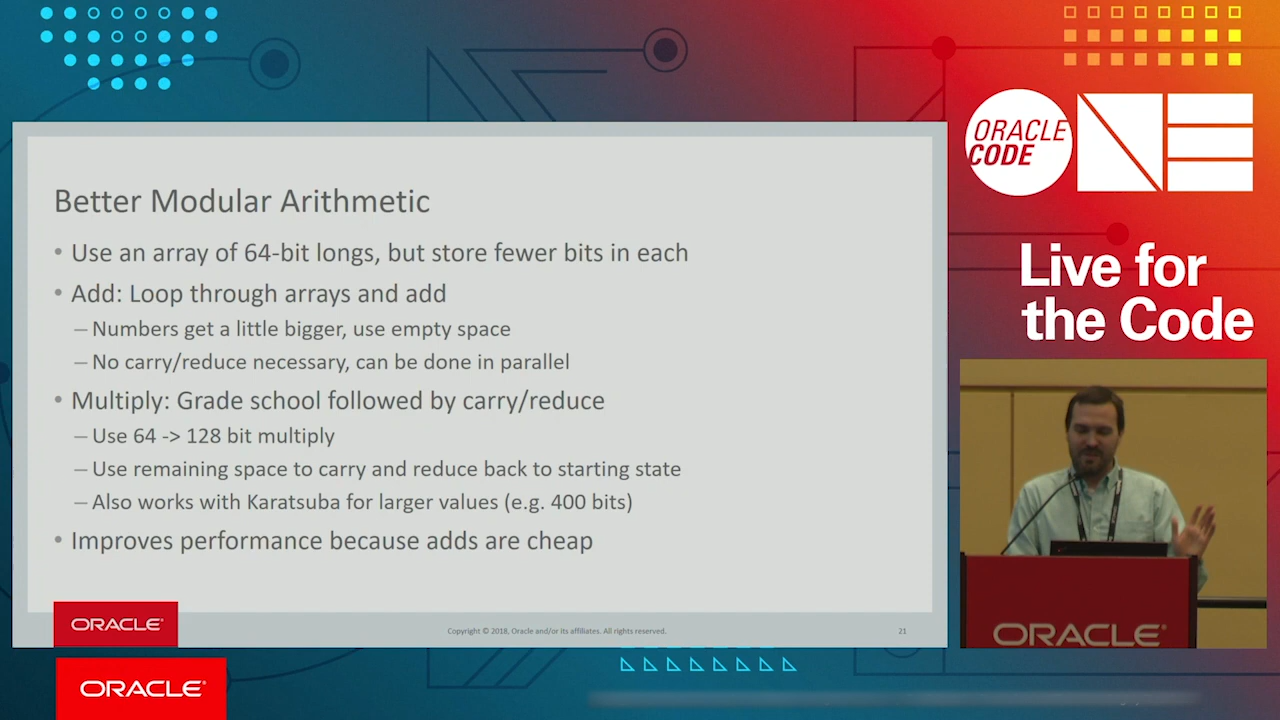 ORACLE
CODE
ONE
Live for
the Code
Better Modular Arithmetic
• Use an array of 64-bit longs, but store fewer bits in each
• Add: Loop through arrays and add
– Numbers get a little bigger, use empty space
– No carry/reduce necessary, can be done in parallel
• Multiply: Grade school followed by carry/reduce
– Use 64 -> 128 bit multiply
– Use remaining space to carry and reduce back to starting state
– Also works with Karatsuba for larger values (e.g. 400 bits)
• Improves performance because adds are cheap
ORACLE®
Copyright © 2018, Oracle and/or its affiliates. All rights reserved.
21
ORACLE®
ORACLE®